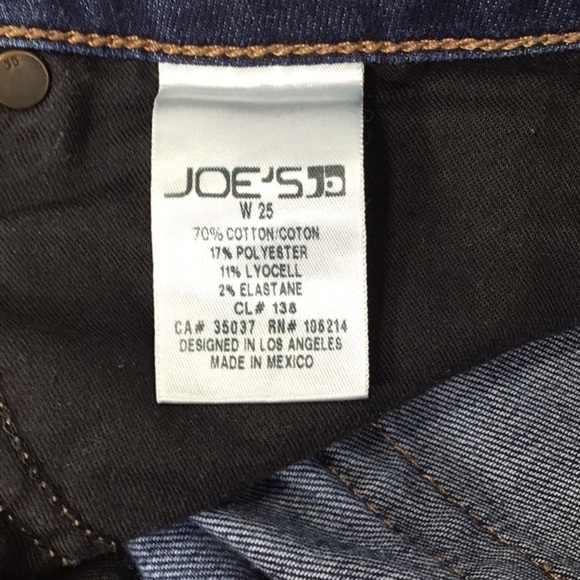 JOE'S
W 25
70% COTTON/COTON
17% POLYESTER
11% LYOCELL
2% ELASTANE
CL# 138
CA# 35037 RN# 106214
DESIGNED IN LOS ANGELES
MADE IN MEXICO